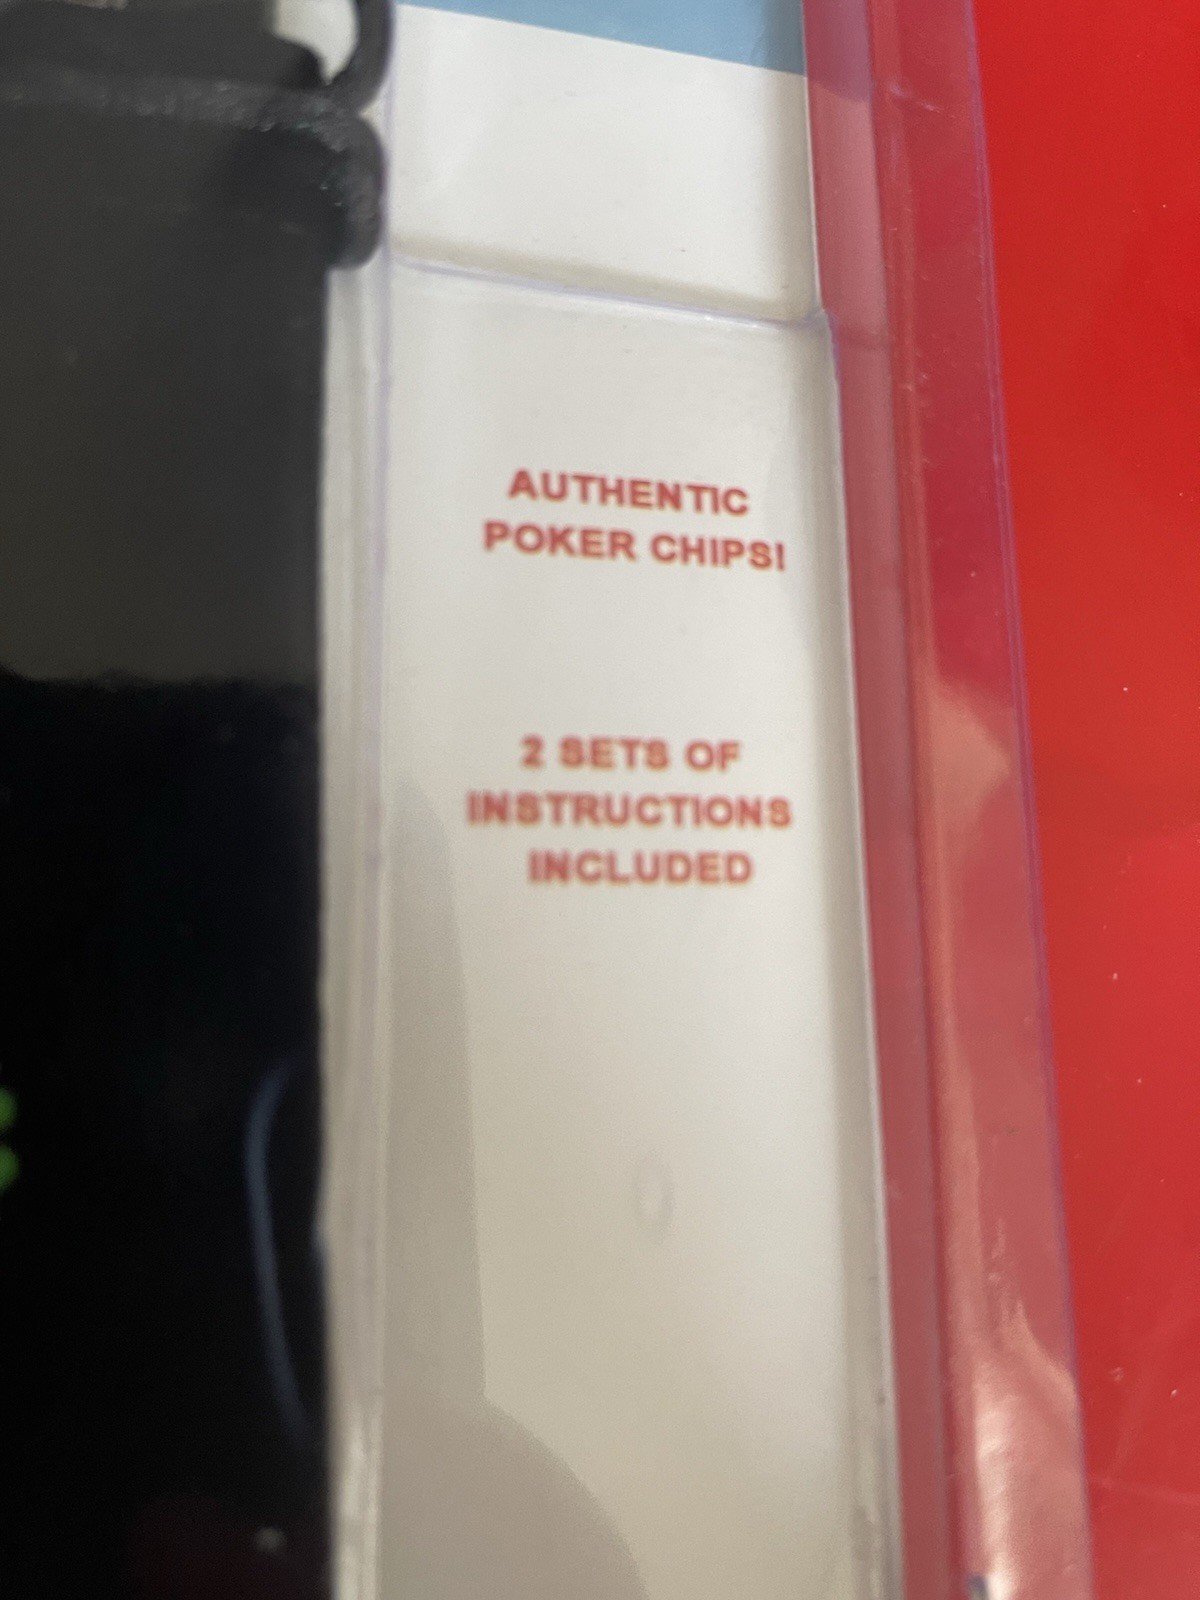 AUTHENTIC
POKER CHIPS!
2 SETS OF
INSTRUCTIONS
INCLUDED